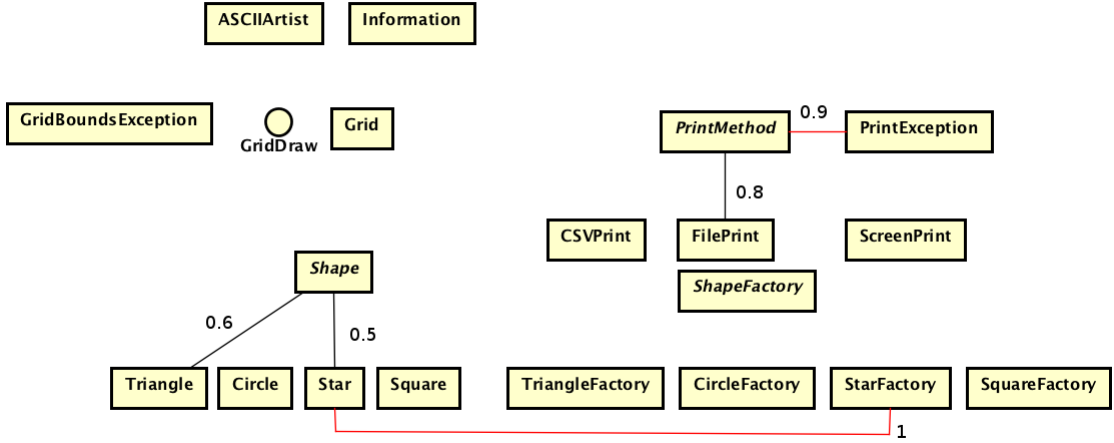 ASCIIArtist
Information
GridBoundsException
GridDraw
Grid
PrintMethod
0.9
PrintException
0.8
CSVPrint
FilePrint
ScreenPrint
Shape
ShapeFactory
0.6
0.5
Triangle
Circle
Star
Square
TriangleFactory
CircleFactory
StarFactory
SquareFactory
1